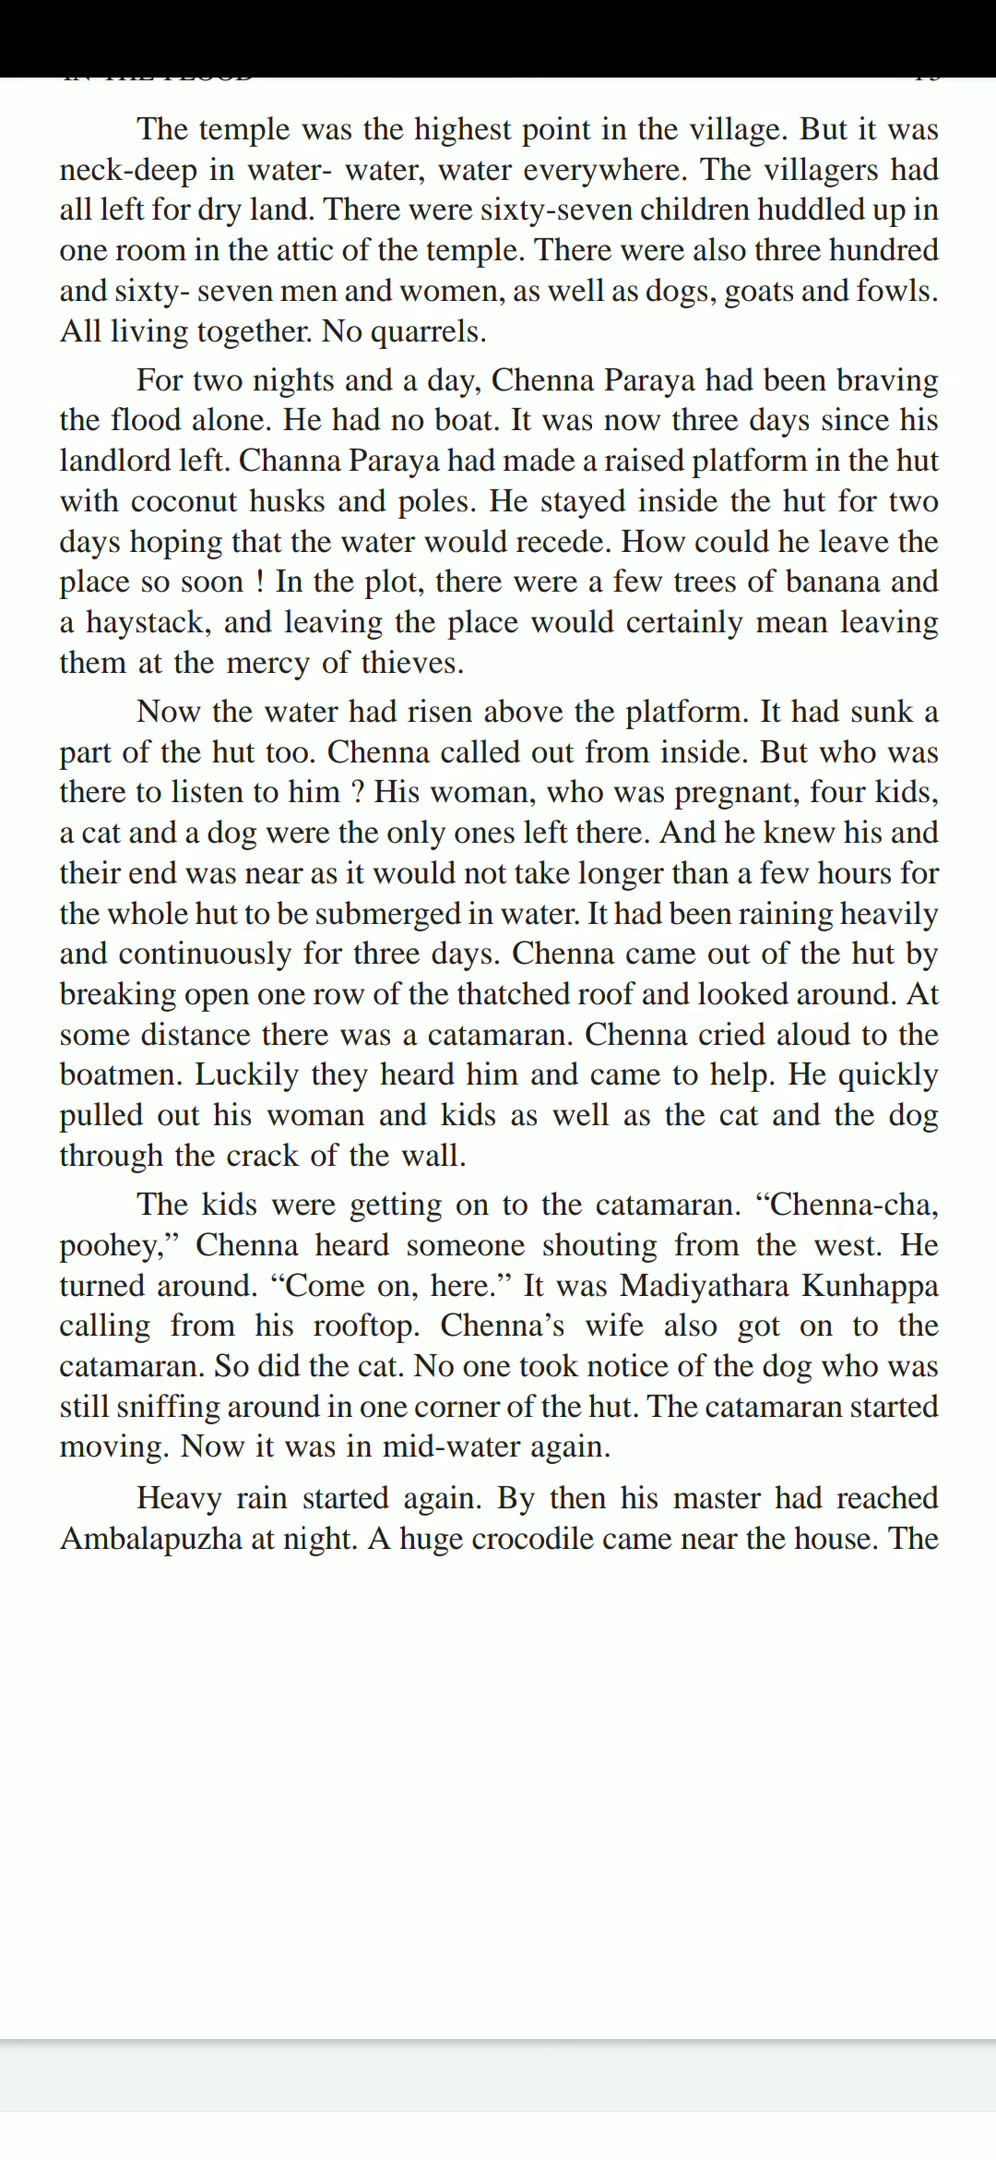 The temple was the highest point in the village. But it was
neck-deep in water- water, water everywhere. The villagers had
all left for dry land. There were sixty-seven children huddled up in
one room in the attic of the temple. There were also three hundred
and sixty- seven men and women, as well as dogs, goats and fowls.
All living together. No quarrels.
For two nights and a day, Chenna Paraya had been braving
the flood alone. He had no boat. It was now three days since his
landlord left. Channa Paraya had made a raised platform in the hut
with coconut husks and poles. He stayed inside the hut for two
days hoping that the water would recede. How could he leave the
place so soon ! In the plot, there were a few trees of banana and
a haystack, and leaving the place would certainly mean leaving
them at the mercy of thieves.
Now the water had risen above the platform. It had sunk a
part of the hut too. Chenna called out from inside. But who was
there to listen to him ? His woman, who was pregnant, four kids,
a cat and a dog were the only ones left there. And he knew his and
their end was near as it would not take longer than a few hours for
the whole hut to be submerged in water. It had been raining heavily
and continuously for three days. Chenna came out of the hut by
breaking open one row of the thatched roof and looked around. At
some distance there was a catamaran. Chenna cried aloud to the
boatmen. Luckily they heard him and came to help. He quickly
pulled out his woman and kids as well as the cat and the dog
through the crack of the wall.
The kids were getting on to the catamaran. “Chenna-cha,
poohey,” Chenna heard someone shouting from the west. He
turned around. “Come on, here.” It was Madiyathara Kunhappa
calling from his rooftop. Chenna’s wife also got on to the
catamaran. So did the cat. No one took notice of the dog who was
still sniffing around in one corner of the hut. The catamaran started
moving. Now it was in mid-water again.
Heavy rain started again. By then his master had reached
Ambalapuzha at night. A huge crocodile came near the house. The